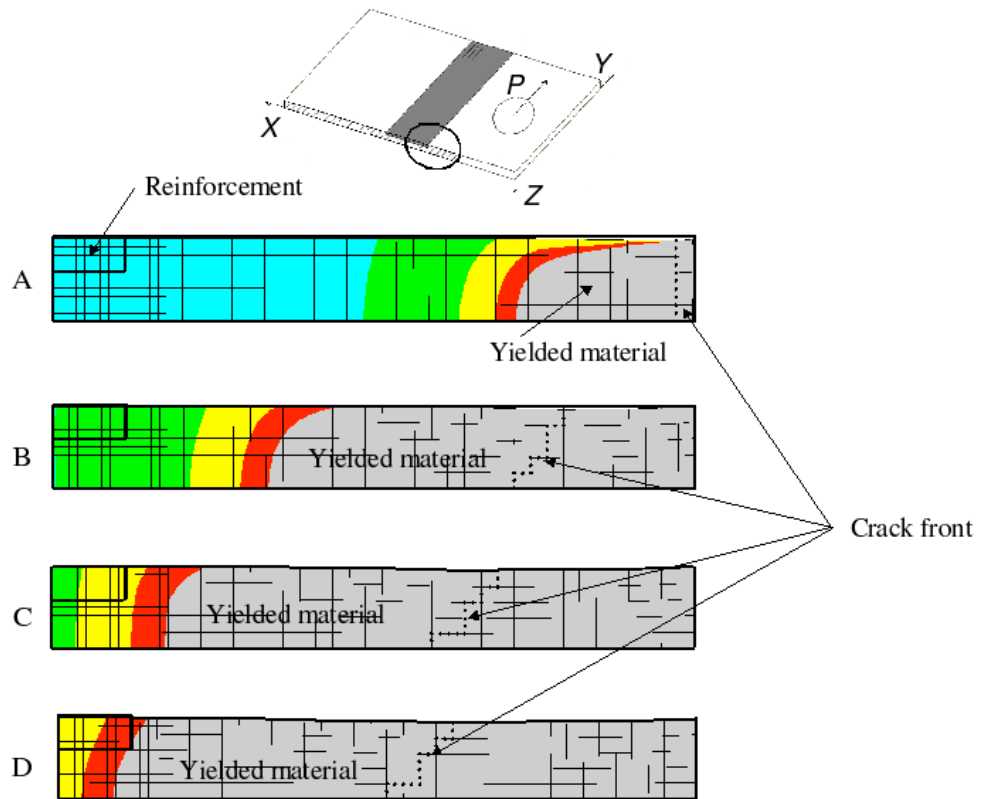 Y
P
X
Z
Reinforcement
A
Yielded material
B
Yielded material
Crack front
C
Yielded material
D
Yielded material